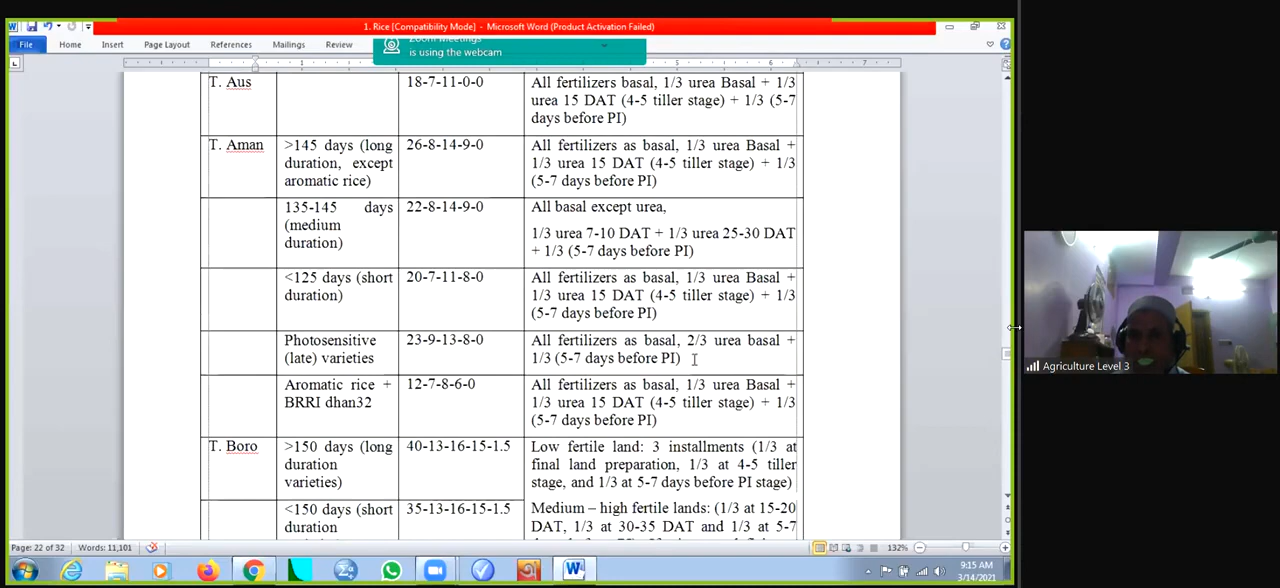 1. Rice [Compatibility Mode] - Microsoft Word (Product Activation Failed)
File Home Insert Page Layout References Mailings Review
is using the webcam
T. Aus 18-7-11-0-0 All fertilizers basal, 1/3 urea Basal + 1/3
urea 15 DAT (4-5 tiller stage) + 1/3 (5-7
days before PI)
T. Aman >145 days (long 26-8-14-9-0 All fertilizers as basal, 1/3 urea Basal +
duration, except 1/3 urea 15 DAT (4-5 tiller stage) + 1/3
aromatic rice) (5-7 days before PI)
135-145 days 22-8-14-9-0 All basal except urea,
(medium 1/3 urea 7-10 DAT + 1/3 urea 25-30 DAT
duration) + 1/3 (5-7 days before PI)
<125 days (short 20-7-11-8-0 All fertilizers as basal, 1/3 urea Basal +
duration) 1/3 urea 15 DAT (4-5 tiller stage) + 1/3
(5-7 days before PI)
Photosensitive 23-9-13-8-0 All fertilizers as basal, 2/3 urea basal +
(late) varieties 1/3 (5-7 days before PI)
Aromatic rice + 12-7-8-6-0 All fertilizers as basal, 1/3 urea Basal +
BRRI dhan32 1/3 urea 15 DAT (4-5 tiller stage) + 1/3
(5-7 days before PI)
T. Boro >150 days (long 40-13-16-15-1.5 Low fertile land: 3 installments (1/3 at
duration final land preparation, 1/3 at 4-5 tiller
varieties) stage, and 1/3 at 5-7 days before PI stage)
<150 days (short 35-13-16-15-1.5 Medium – high fertile lands: (1/3 at 15-20
duration DAT, 1/3 at 30-35 DAT and 1/3 at 5-7
Agriculture Level 3
Page: 22 of 32 Words: 11,101 132%
9:15 AM
3/14/2021